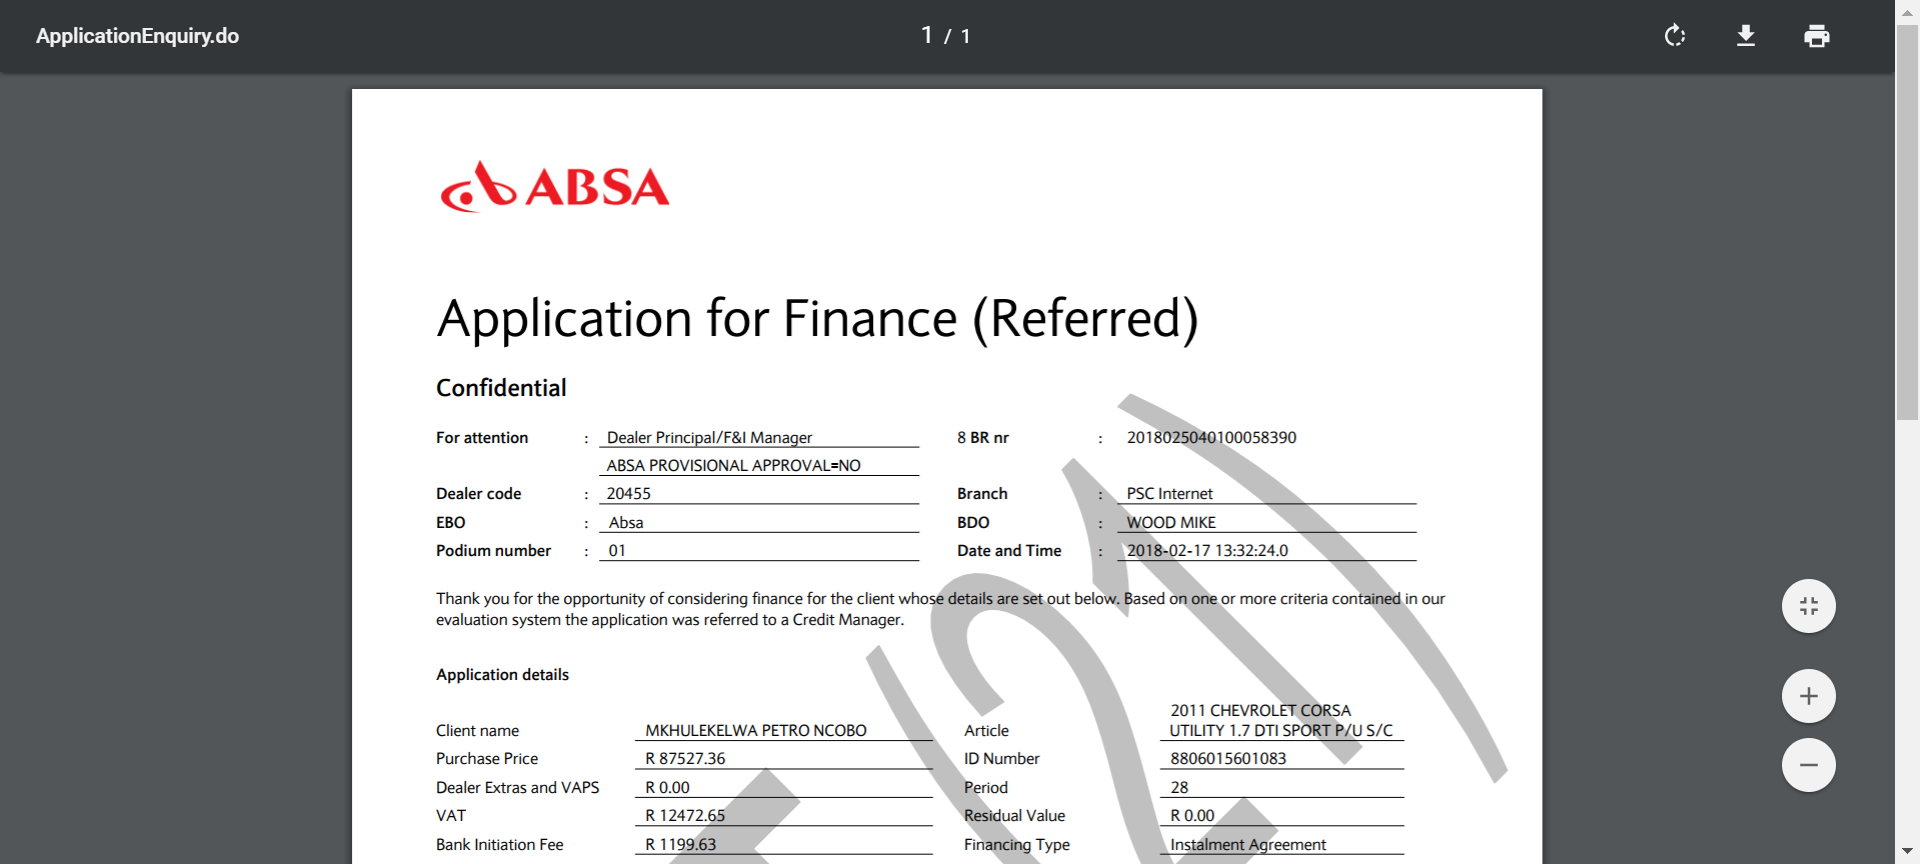 ApplicationEnquiry.do
1 / 1
ABSA
Application for Finance (Referred)
Confidential
For attention : Dealer Principal/F&I Manager 8 BR nr : 2018025040100058390
ABSA PROVISIONAL APPROVAL=NO
Dealer code : 20455 Branch : PSC Internet
EBO : Absa BDO : WOOD MIKE
Podium number : 01 Date and Time : 2018-02-17 13:32:24.0
Thank you for the opportunity of considering finance for the client whose details are set out below. Based on one or more criteria contained in our
evaluation system the application was referred to a Credit Manager.
Application details
2011 CHEVROLET CORSA
Client name MKHULEKELWA PETRO NCOBO Article UTILITY 1.7 DTI SPORT P/U S/C
Purchase Price R 87527.36 ID Number 8806015601083
Dealer Extras and VAPS R 0.00 Period 28
VAT R 12472.65 Residual Value R 0.00
Bank Initiation Fee R 1199.63 Financing Type Instalment Agreement
(21)